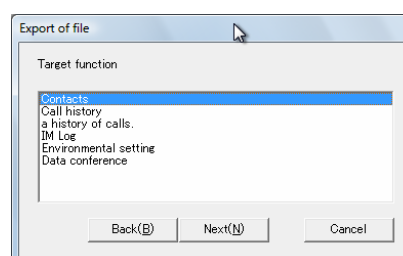 Export of file
Target function
Contacts
Call history
a history of calls.
IM Log
Environmental setting
Data conference
Back(B) Next(N) Cancel